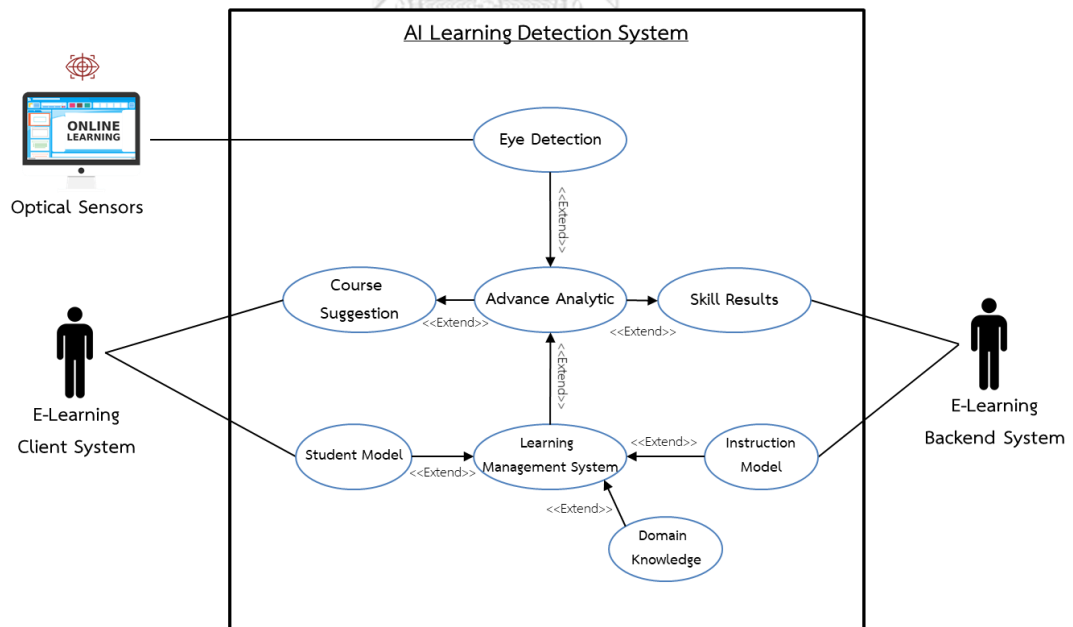 AI Learning Detection System
ONLINE
LEARNING
Optical Sensors
Eye Detection
<<Extend>>
Course
Suggestion
Advance Analytic
Skill Results
<<Extend>>
<<Extend>>
<<Extend>>
E-Learning
Client System
E-Learning
Backend System
Student Model
<<Extend>>
Learning
Management System
<<Extend>>
Instruction
Model
<<Extend>>
Domain
Knowledge